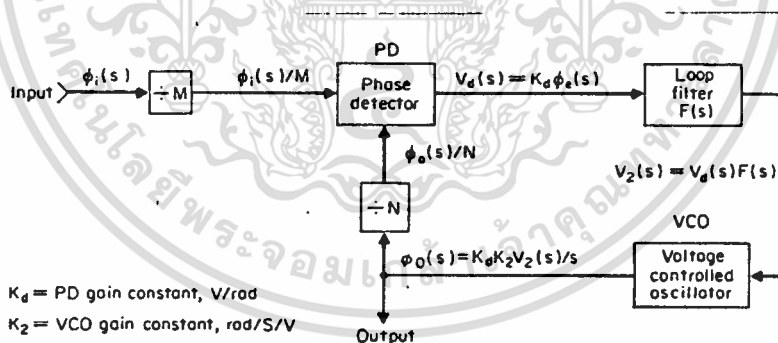 PD
Input
ϕi(s)
÷M
ϕi(s)/M
Phase
detector
Vd(s) = Kdϕe(s)
Loop
filter
F(s)
ϕo(s)/N
÷N
V2(s) = Vd(s)F(s)
VCO
ϕO(s)=KdK2V2(s)/s
Voltage
controlled
oscillator
Kd = PD gain constant, V/rad
K2 = VCO gain constant, rad/S/V
Output